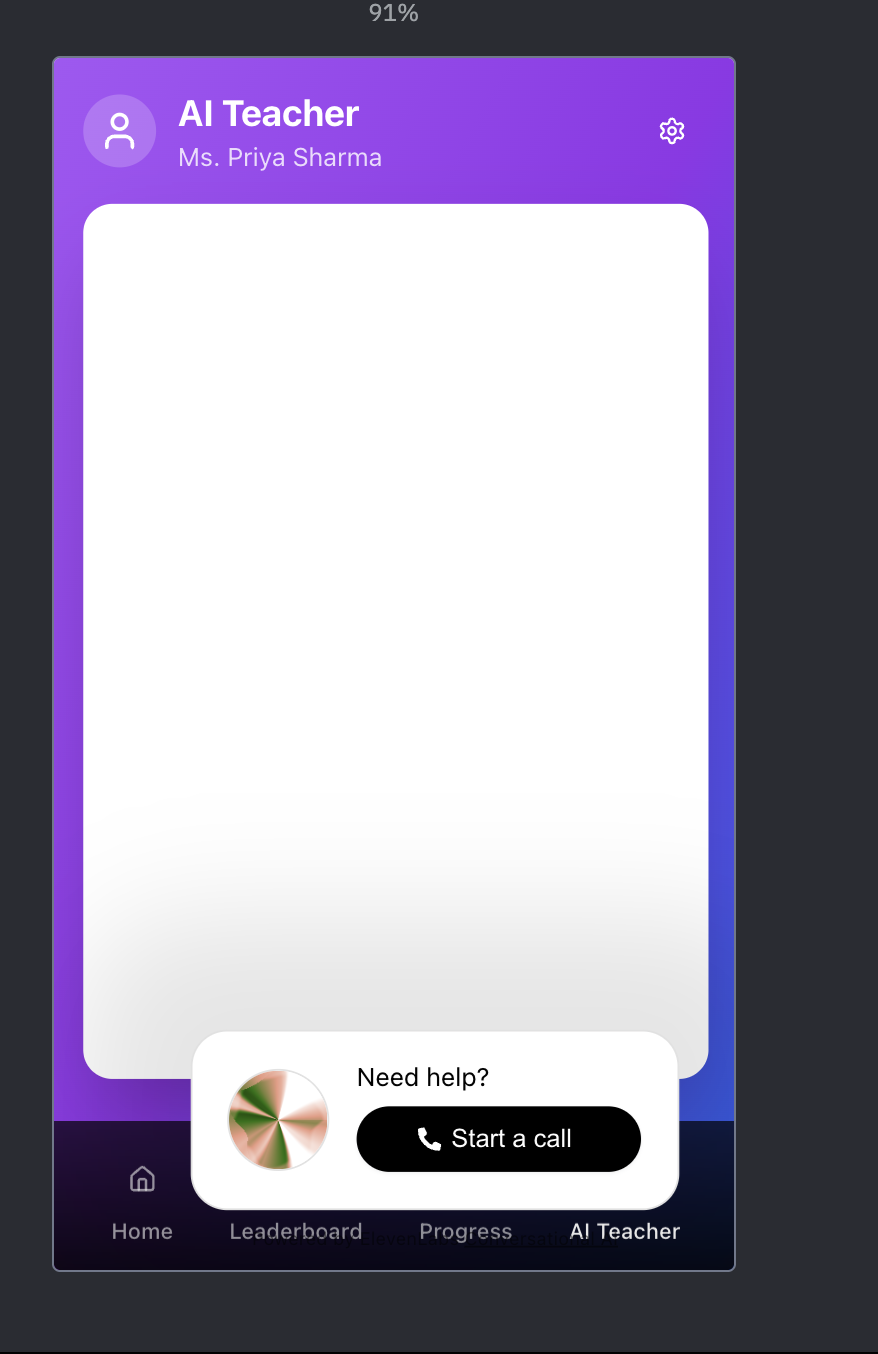 91%
AI Teacher
Ms. Priya Sharma
Need help?
Start a call
Home Leaderboard Progress AI Teacher